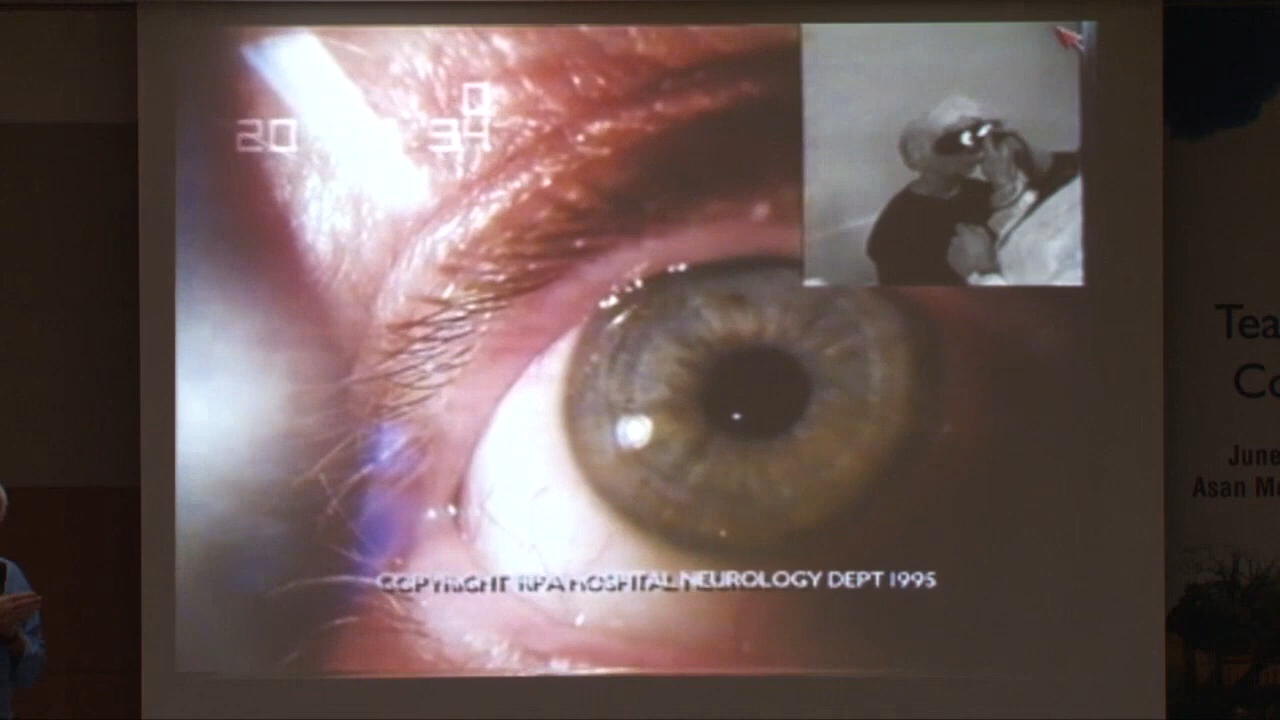 0
20 34
COPYRIGHT RPA HOSPITAL NEUROLOGY DEPT 1995
Tea
Co
June
Asan Me